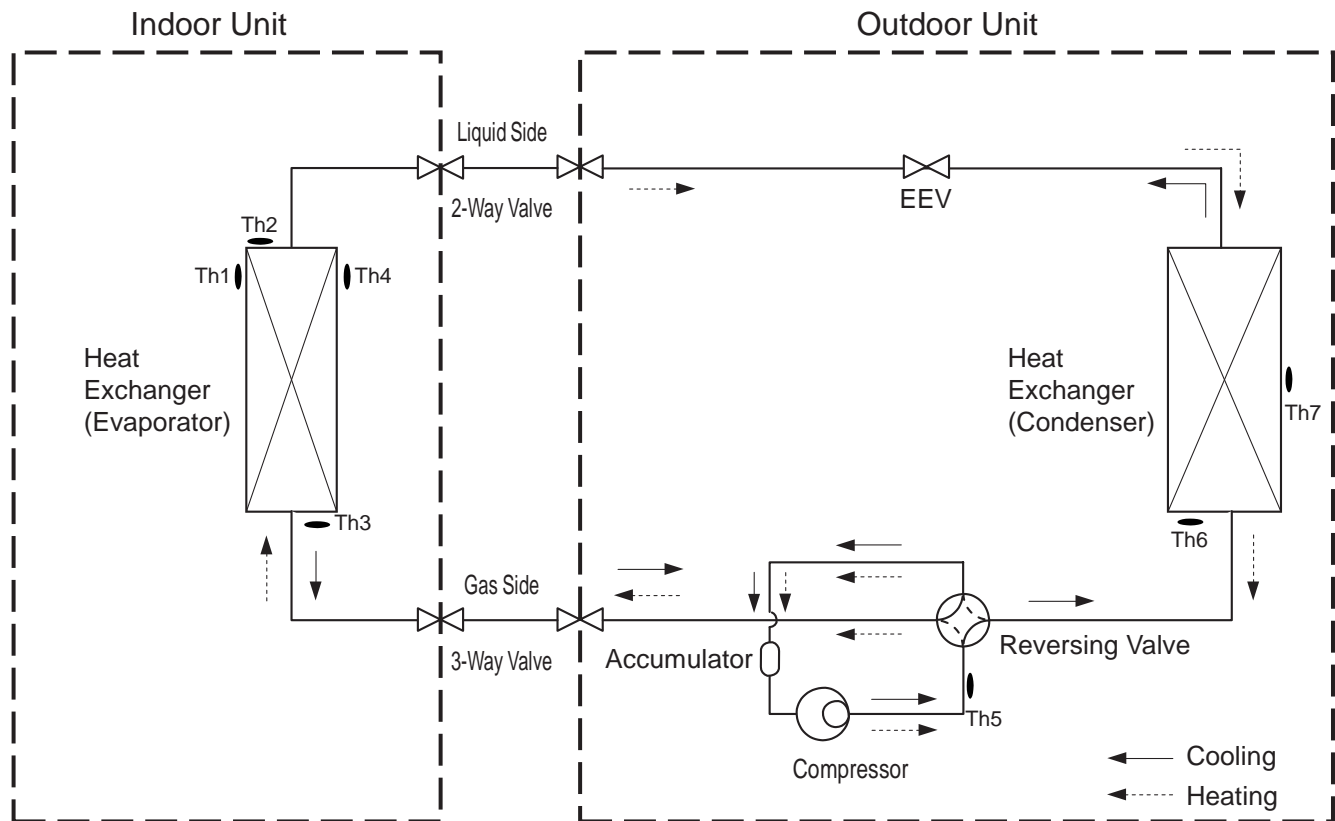 Indoor Unit
Outdoor Unit
Liquid Side
2-Way Valve
EEV
Th2
Th1
Th4
Heat
Exchanger
(Evaporator)
Heat
Exchanger
(Condenser)
Th7
Th3
Th6
Gas Side
3-Way Valve
Accumulator
Reversing Valve
Th5
Compressor
Cooling
Heating